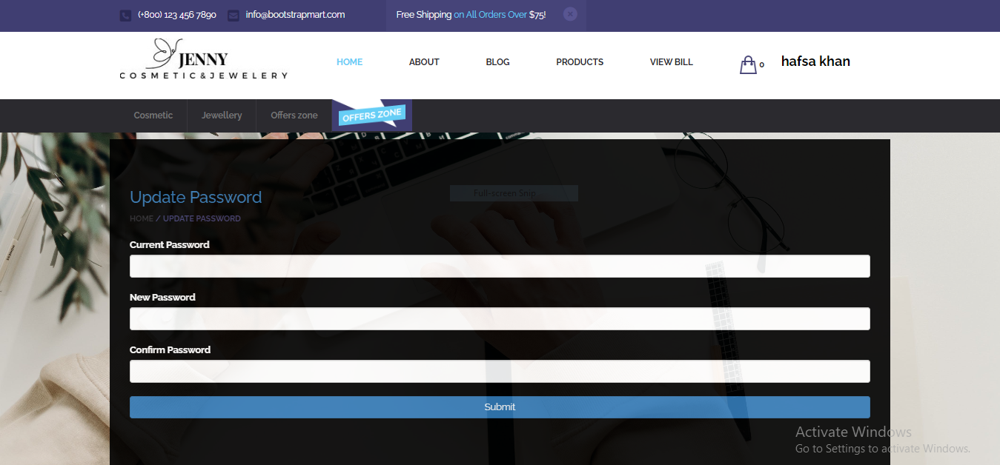 (+800) 123 456 7890 info@bootstrapmart.com Free Shipping on All Orders Over $75!
JENNY
COSMETIC&JEWELERY
HOME ABOUT BLOG PRODUCTS VIEW BILL 0 hafsa khan
Cosmetic Jewellery Offers zone OFFERS ZONE
Update Password
Full-screen Snip
HOME / UPDATE PASSWORD
Current Password
New Password
Confirm Password
Submit
Activate Windows
Go to Settings to activate Windows.